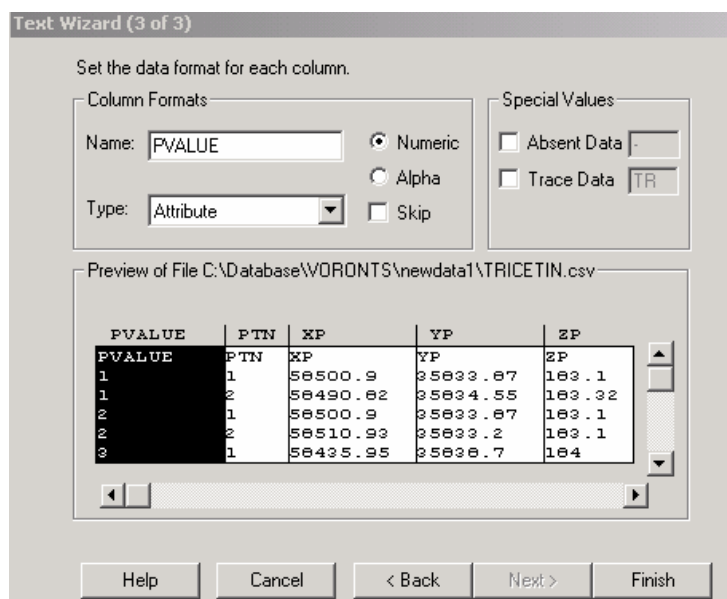 Text Wizard (3 of 3)
Set the data format for each column.
Column Formats
Special Values
Name: PVALUE
Numeric
Absent Data -
Alpha
Trace Data TR
Type: Attribute
Skip
Preview of File C:\Database\VORONTS\newdata1\TRICETIN.csv
PVALUE PTN XP YP ZP
PVALUE PTN XP YP ZP
1 1 58500.9 35833.87 183.1
1 2 58490.82 35834.55 183.32
2 1 58500.9 35833.87 183.1
2 2 58510.93 35833.2 183.1
3 1 58435.95 35838.7 184
Help Cancel < Back Next > Finish